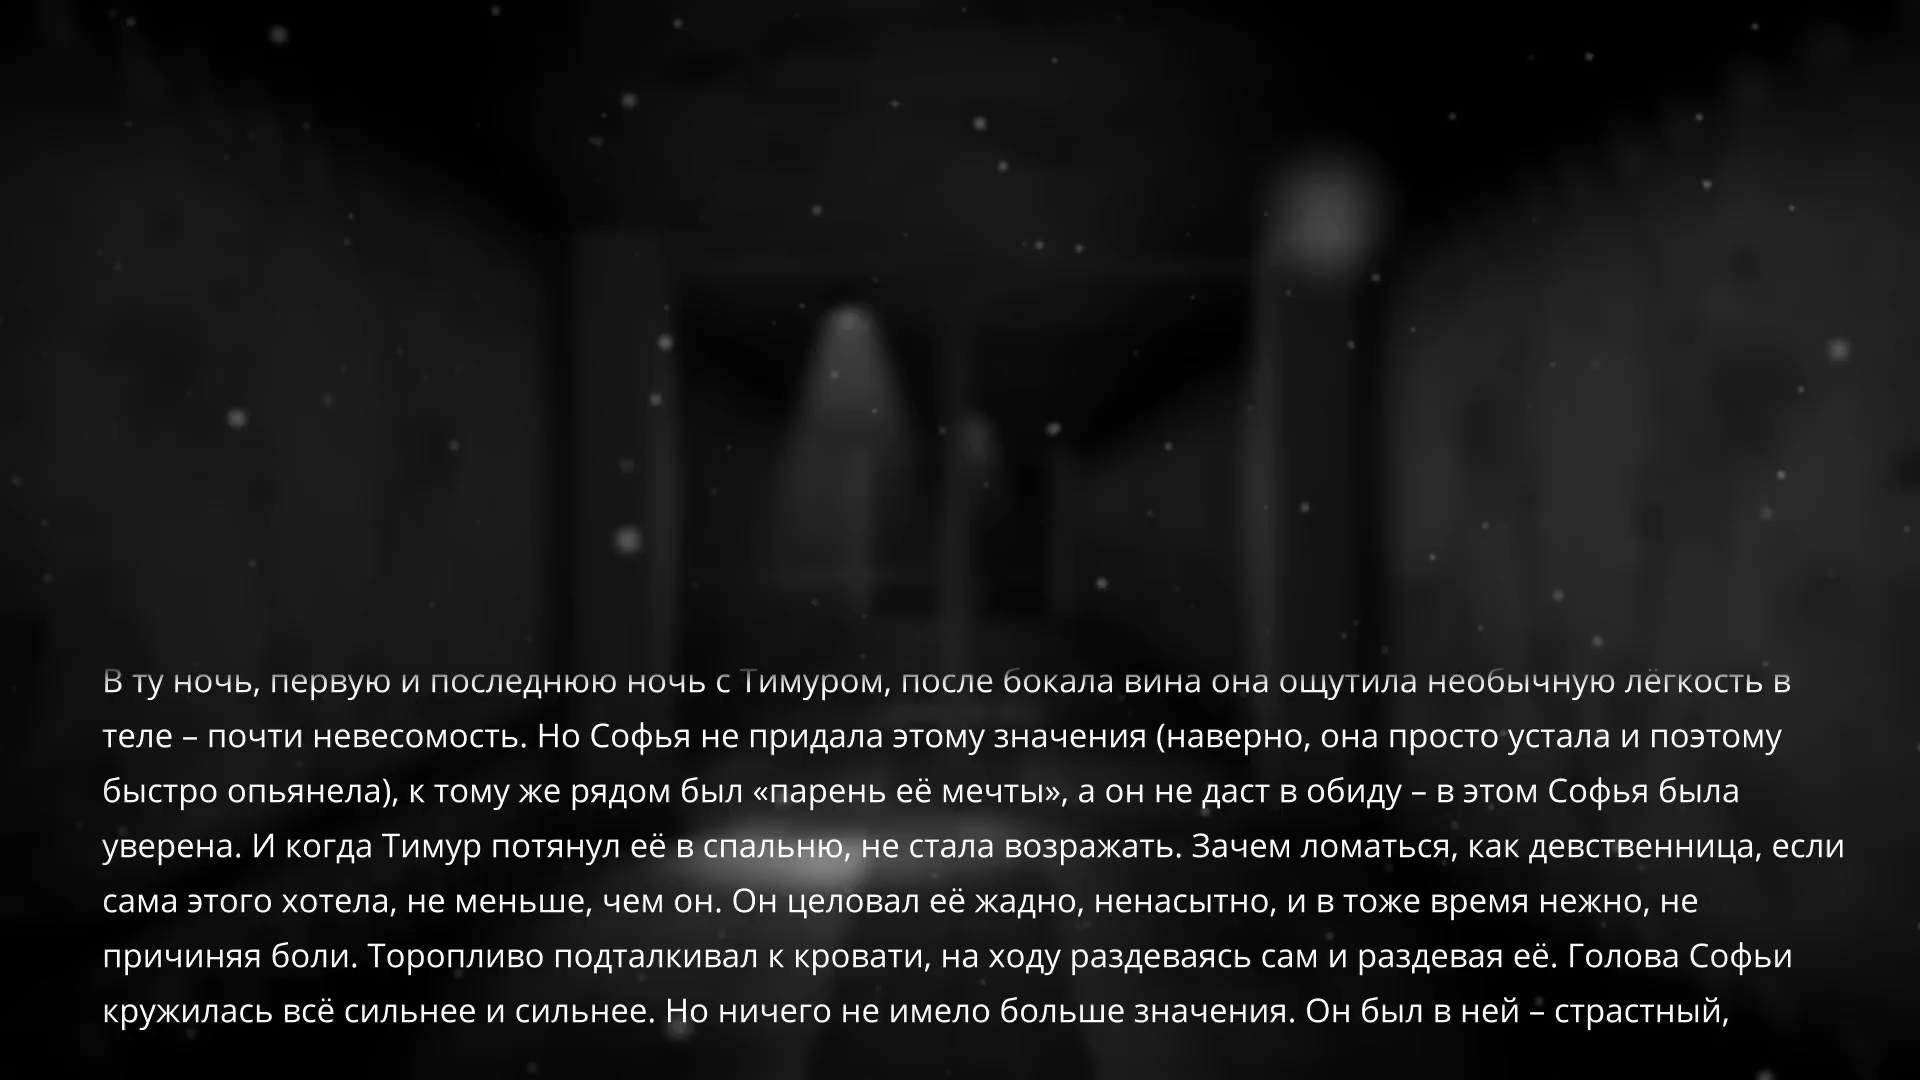 В ту ночь, первую и последнюю ночь с Тимуром, после бокала вина она ощутила необычную лёгкость в
теле – почти невесомость. Но Софья не придала этому значения (наверно, она просто устала и поэтому
быстро опьянела), к тому же рядом был «парень её мечты», а он не даст в обиду – в этом Софья была
уверена. И когда Тимур потянул её в спальню, не стала возражать. Зачем ломаться, как девственница, если
сама этого хотела, не меньше, чем он. Он целовал её жадно, ненасытно, и в тоже время нежно, не
причиняя боли. Торопливо подталкивал к кровати, на ходу раздеваясь сам и раздевая её. Голова Софьи
кружилась всё сильнее и сильнее. Но ничего не имело больше значения. Он был в ней – страстный,